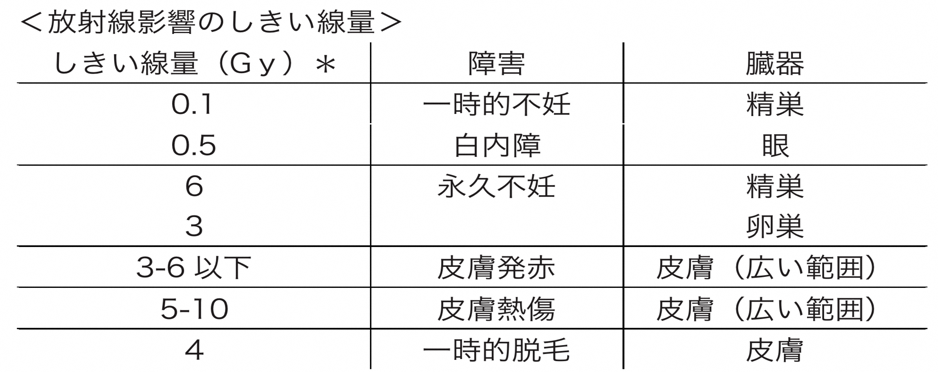 ＜放射線影響のしきい線量＞
しきい線量（Gy）＊ 障害 臓器
0.1 一時的不妊 精巣
0.5 白内障 眼
6 永久不妊 精巣
3 卵巣
3-6 以下 皮膚発赤 皮膚（広い範囲）
5-10 皮膚熱傷 皮膚（広い範囲）
4 一時的脱毛 皮膚